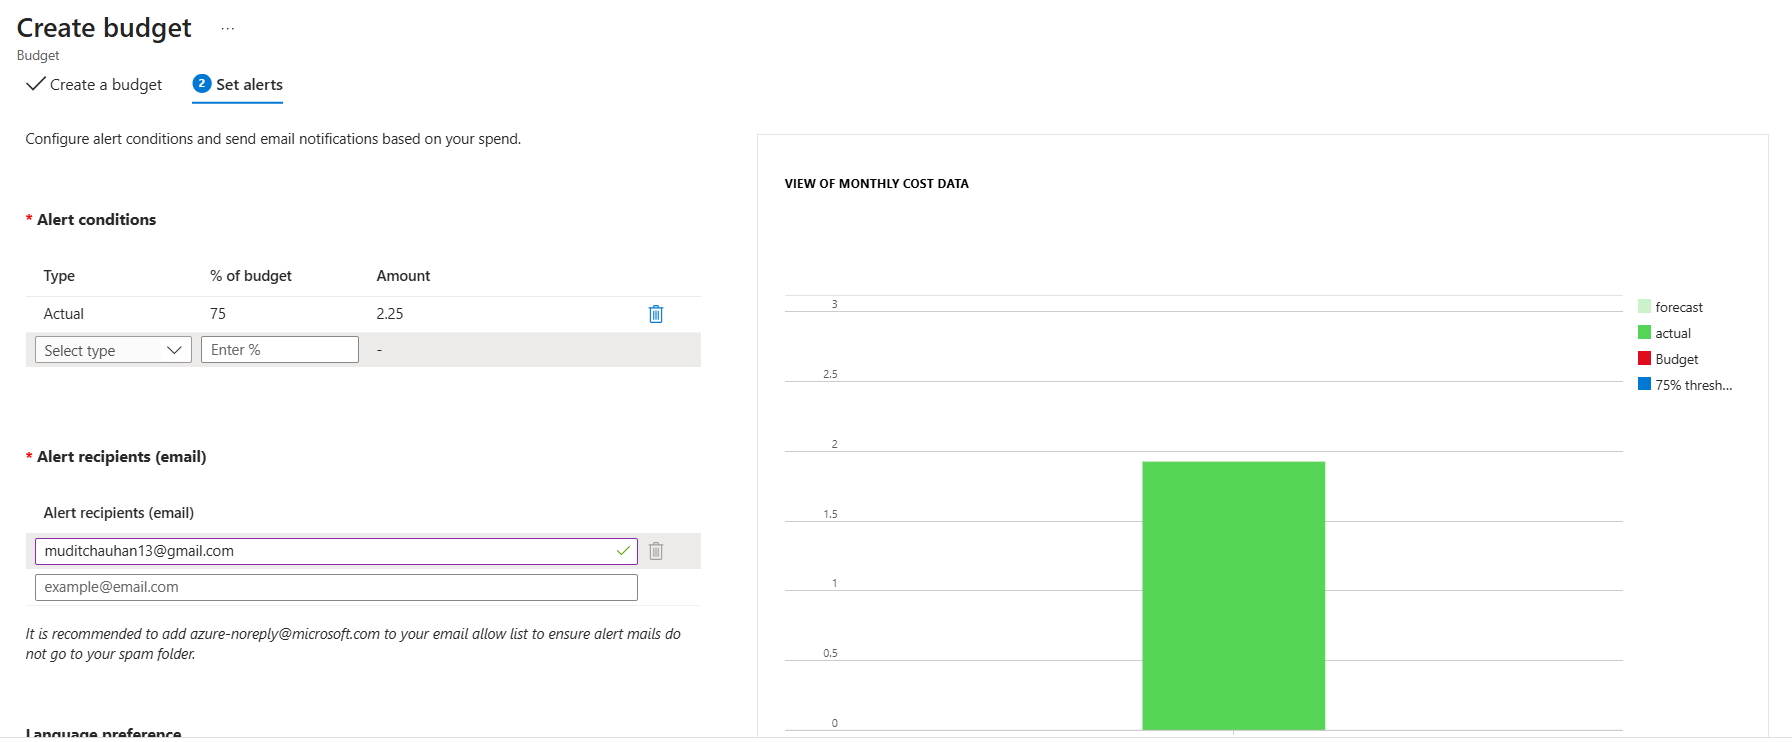 Create budget ...
Budget
Create a budget
2 Set alerts
Configure alert conditions and send email notifications based on your spend.
* Alert conditions
Type % of budget Amount
Actual 75 2.25
Select type Enter % -
* Alert recipients (email)
Alert recipients (email)
muditchauhan13@gmail.com
example@email.com
It is recommended to add azure-noreply@microsoft.com to your email allow list to ensure alert mails do
not go to your spam folder.
Language preference
VIEW OF MONTHLY COST DATA
3
2.5
2
1.5
1
0.5
0
forecast
actual
Budget
75% thresh...